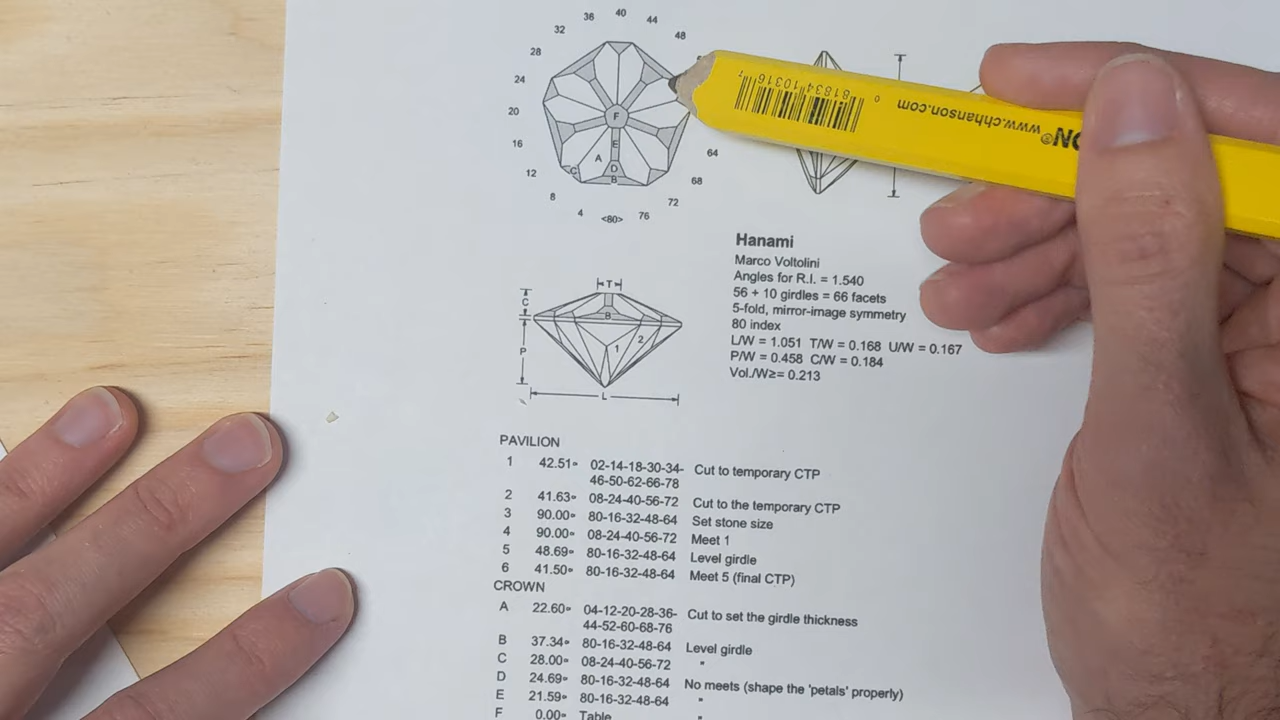 36 40 44
32 48
28
24
20
16 64
12 68
8 72
4 <80> 76
F
E
A
D
C B
Hanami
Marco Voltolini
Angles for R.I. = 1.540
56 + 10 girdles = 66 facets
5-fold, mirror-image symmetry
80 index
L/W = 1.051 T/W = 0.168 U/W = 0.167
P/W = 0.458 C/W = 0.184
Vol./W³= 0.213
T
C
B
P
1 2
L
PAVILION
1 42.51° 02-14-18-30-34- Cut to temporary CTP
46-50-62-66-78
2 41.63° 08-24-40-56-72 Cut to the temporary CTP
3 90.00° 80-16-32-48-64 Set stone size
4 90.00° 08-24-40-56-72 Meet 1
5 48.69° 80-16-32-48-64 Level girdle
6 41.50° 80-16-32-48-64 Meet 5 (final CTP)
CROWN
A 22.60° 04-12-20-28-36- Cut to set the girdle thickness
44-52-60-68-76
B 37.34° 80-16-32-48-64 Level girdle
C 28.00° 08-24-40-56-72 "
D 24.69° 80-16-32-48-64 No meets (shape the 'petals' properly)
E 21.59° 80-16-32-48-64 "
F 0.00° Table "
www.chhanson.com
0 81834 10316 7